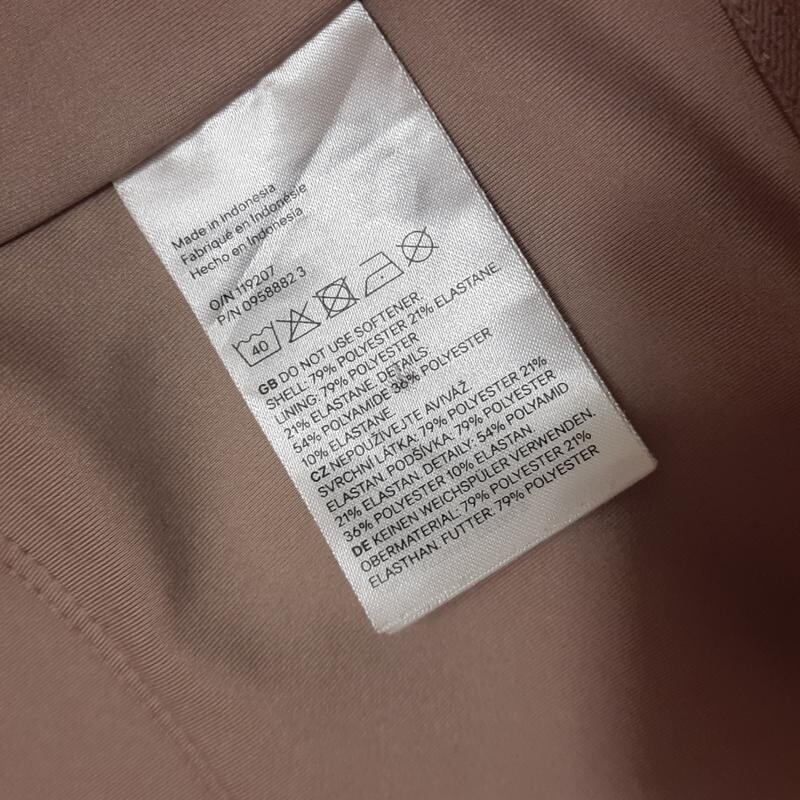 Made in Indonesia
Fabriqué en Indonésie
Hecho en Indonesia
O/N 119207
P/N 0958882 3
40
GB DO NOT USE SOFTENER.
SHELL: 79% POLYESTER 21% ELASTANE.
LINING: 79% POLYESTER
21% ELASTANE. DETAILS:
54% POLYAMIDE 36% POLYESTER
10% ELASTANE
CZ NEPOUŽÍVEJTE AVIVÁŽ
SVRCHNÍ LÁTKA: 79% POLYESTER 21%
ELASTAN. PODŠÍVKA: 79% POLYESTER
21% ELASTAN. DETAILY: 54% POLYAMID
36% POLYESTER 10% ELASTAN
DE KEINEN WEICHSPÜLER VERWENDEN.
OBERMATERIAL: 79% POLYESTER 21%
ELASTHAN. FUTTER: 79% POLYESTER